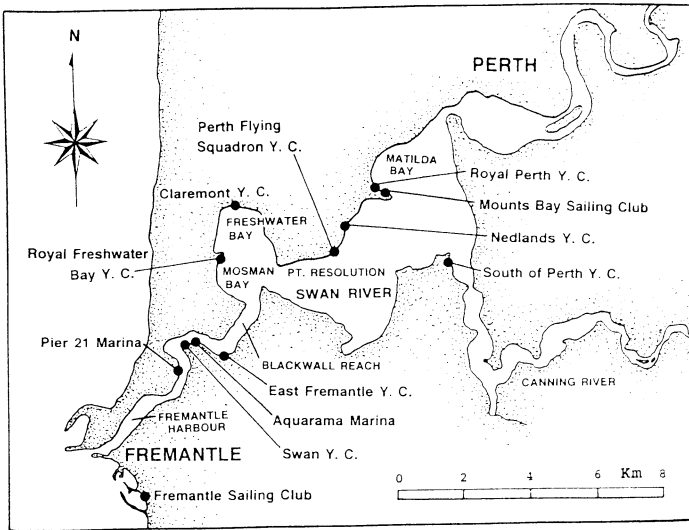 N
PERTH
Perth Flying
Squadron Y. C.
MATILDA
BAY
Royal Perth Y. C.
Claremont Y. C.
Mounts Bay Sailing Club
FRESHWATER
BAY
Nedlands Y. C.
Royal Freshwater
Bay Y. C.
MOSMAN
BAY
PT. RESOLUTION
South of Perth Y. C.
SWAN RIVER
Pier 21 Marina
BLACKWALL REACH
CANNING RIVER
East Fremantle Y. C.
FREMANTLE
HARBOUR
Aquarama Marina
FREMANTLE
Swan Y. C.
Fremantle Sailing Club
0 2 4 6 Km 8